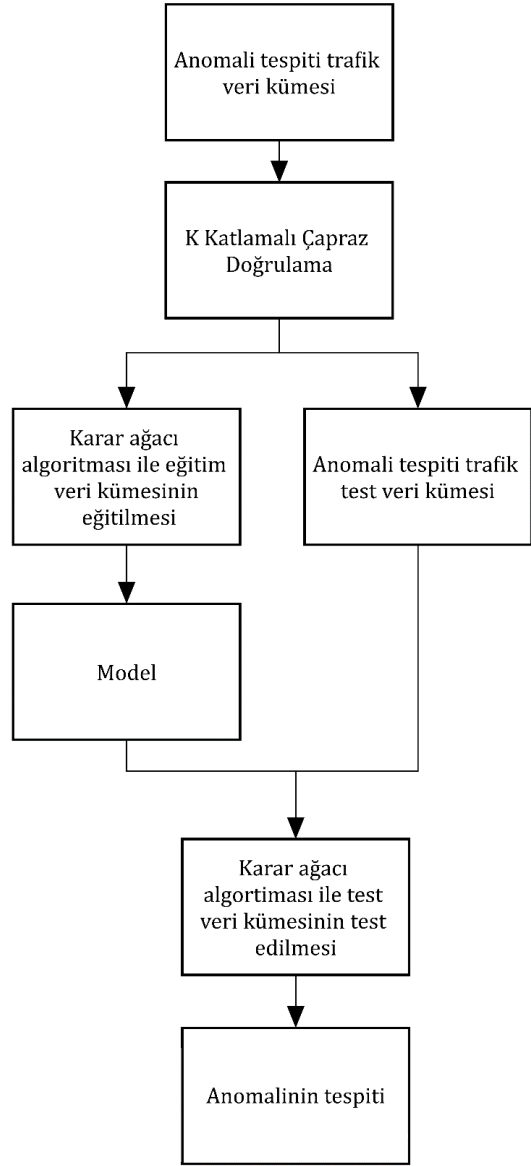 Anomali tespiti trafik
veri kümesi
K Katlamalı Çapraz
Doğrulama
Karar ağacı
algoritması ile eğitim
veri kümesinin
eğitilmesi
Anomali tespiti trafik
test veri kümesi
Model
Karar ağacı
algortiması ile test
veri kümesinin test
edilmesi
Anomalinin tespiti